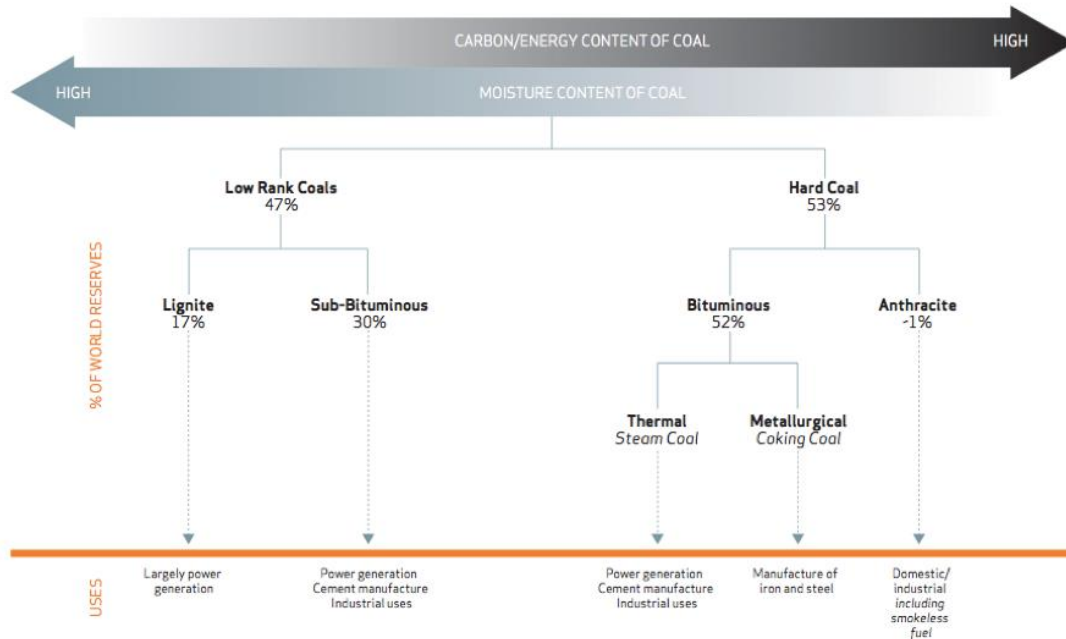 CARBON/ENERGY CONTENT OF COAL
HIGH
HIGH
MOISTURE CONTENT OF COAL
Low Rank Coals
47%
Hard Coal
53%
% OF WORLD RESERVES
Lignite
17%
Sub-Bituminous
30%
Bituminous
52%
Anthracite
-1%
Thermal
Steam Coal
Metallurgical
Coking Coal
USES
Largely power
generation
Power generation
Cement manufacture
Industrial uses
Power generation
Cement manufacture
Industrial uses
Manufacture of
iron and steel
Domestic/
industrial
including
smokeless
fuel